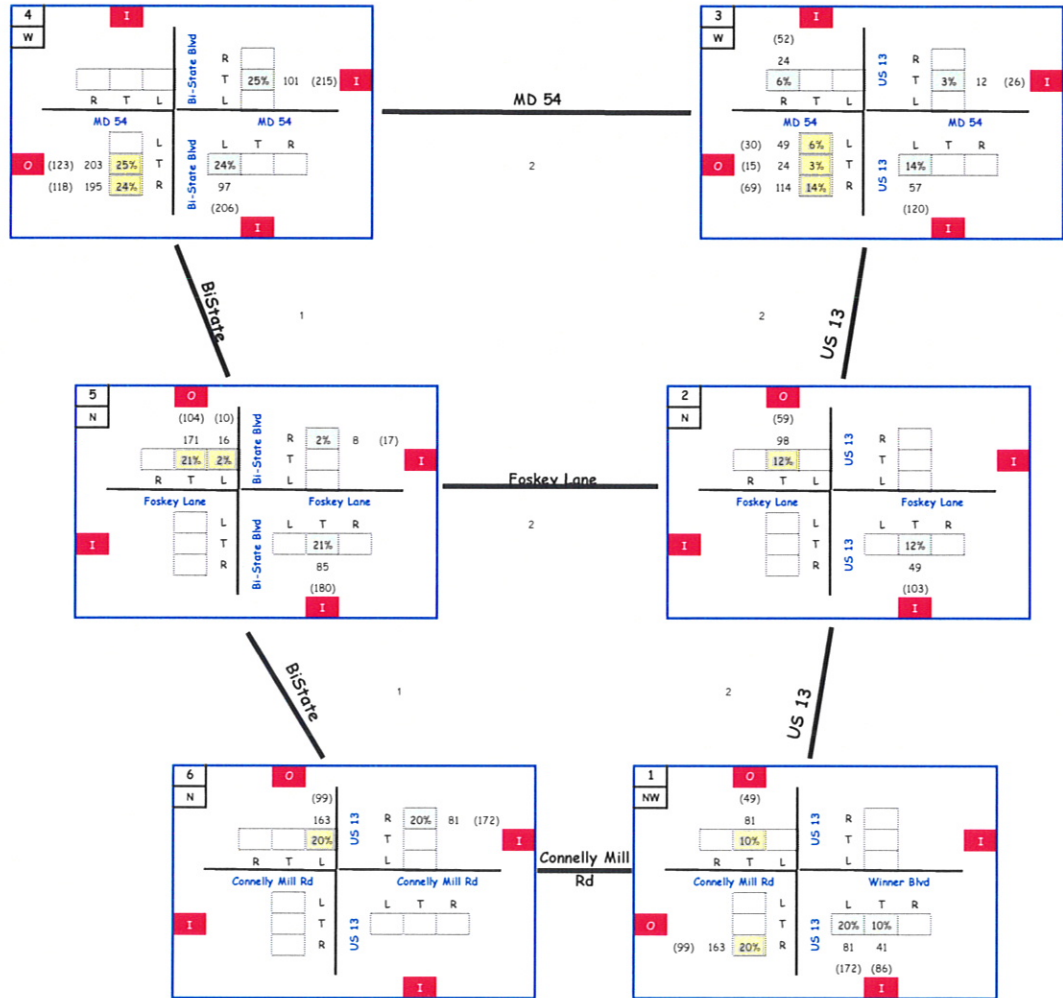 4
W
I
Bi-State Blvd
R
T 25% 101 (215) I
L
R T L
MD 54
MD 54
L
O (123) 203 25% T
(118) 195 24% R
Bi-State Blvd
Bi-State Blvd
L T R
24%
97
(206)
I
MD 54
2
3
W
I
(52)
24
6%
R T L
US 13
R
T 3% 12 (26) I
L
MD 54
MD 54
(30) 49 6% L
O (15) 24 3% T
(69) 114 14% R
US 13
L T R
14%
57
(120)
I
BiState
1
2
US 13
5
N
O
(104) (10)
171 16
21% 2%
R T L
Bi-State Blvd
R 2% 8 (17)
T
L
I
Foskey Lane
Foskey Lane
L
T
R
I
Bi-State Blvd
L T R
21%
85
(180)
I
Foskey Lane
2
2
N
O
(59)
98
12%
R T L
US 13
R
T
L
I
Foskey Lane
Foskey Lane
L
T
R
I
US 13
L T R
12%
49
(103)
I
BiState
1
2
US 13
6
N
O
(99)
163
20%
R T L
US 13
R 20% 81 (172)
T
L
I
Connelly Mill Rd
Connelly Mill Rd
L
T
R
I
US 13
L T R
I
Connelly Mill
Rd
1
NW
O
(49)
81
10%
R T L
US 13
R
T
L
I
Connelly Mill Rd
Winner Blvd
L
T
O (99) 163 20% R
US 13
L T R
20% 10%
81 41
(172) (86)
I